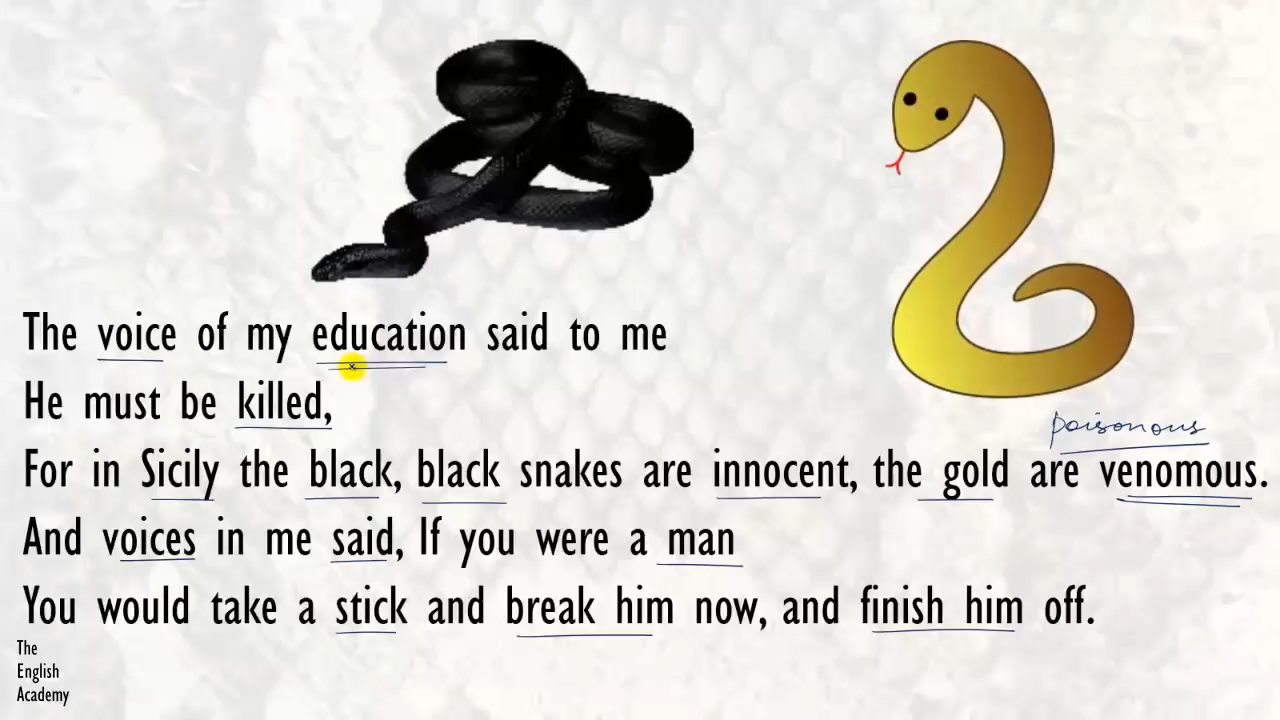 The voice of my education said to me
He must be killed,
poisonous
For in Sicily the black, black snakes are innocent, the gold are venomous.
And voices in me said, If you were a man
You would take a stick and break him now, and finish him off.
The
English
Academy